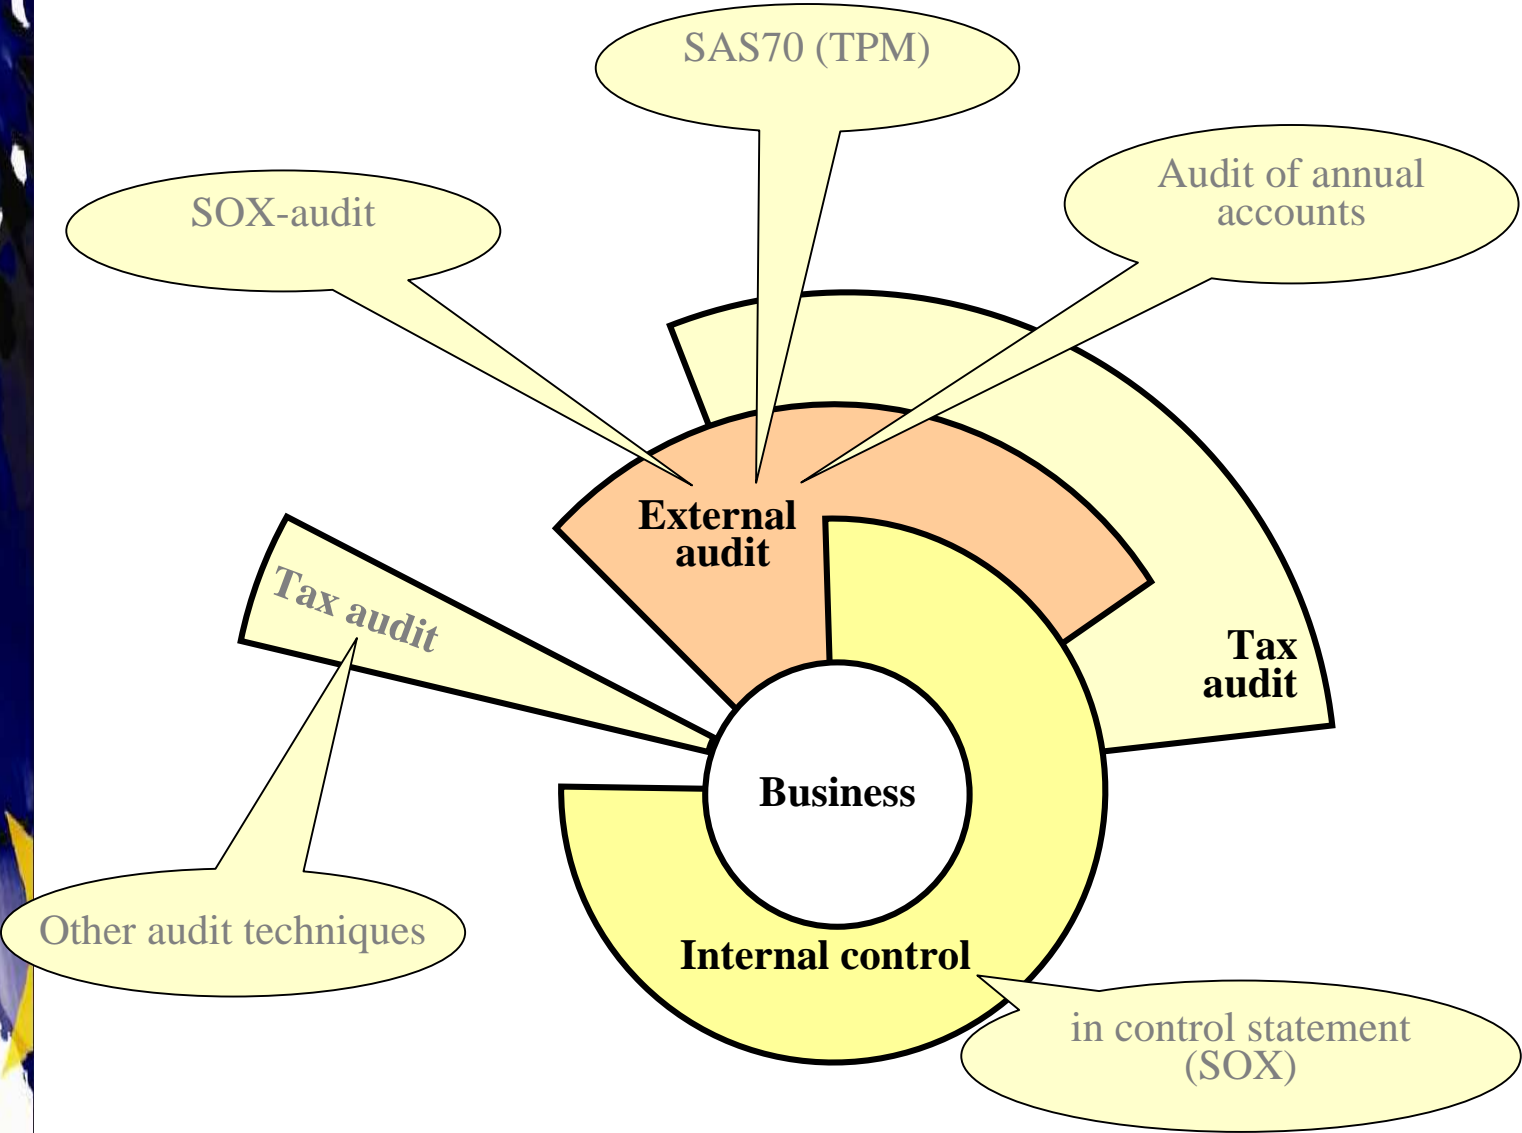 SAS70 (TPM)
Audit of annual
accounts
SOX-audit
External
audit
Tax audit
Tax
audit
Business
Other audit techniques
Internal control
in control statement
(SOX)